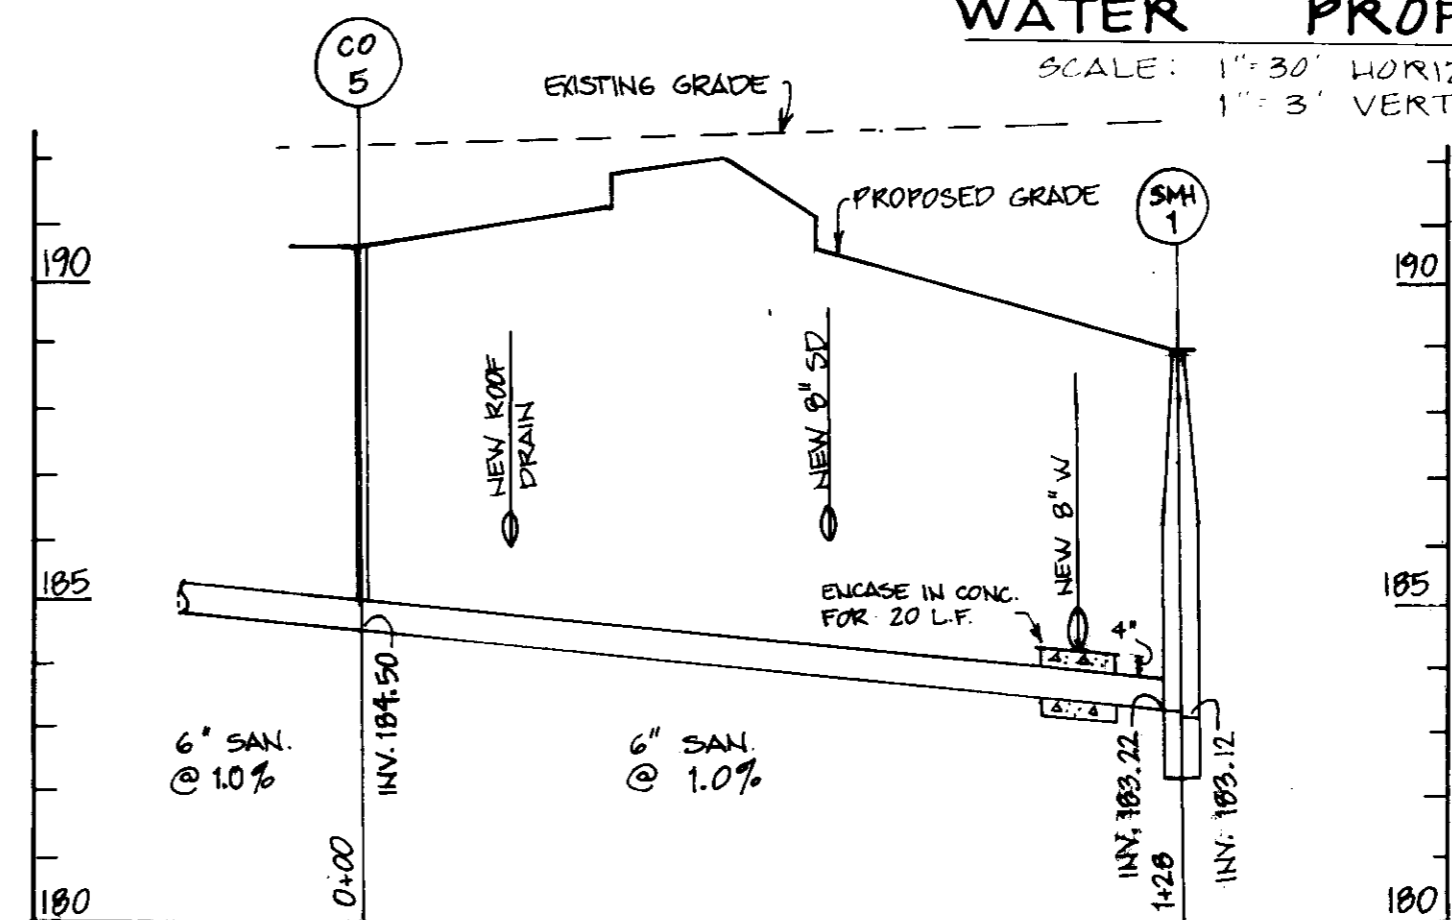 WATER PROF
SCALE: 1"=30' HORIZ
1"=3' VERT
CO
5
EXISTING GRADE
PROPOSED GRADE
SMH
1
190
190
NEW ROOF
DRAIN
NEW 8" SD
NEW 8" W
185
185
ENCASE IN CONC.
FOR 20 L.F.
4"
INV. 184.50
6" SAN.
@ 1.0%
6" SAN.
@ 1.0%
INV. 183.22
INV. 183.12
0+00
1+28
180
180